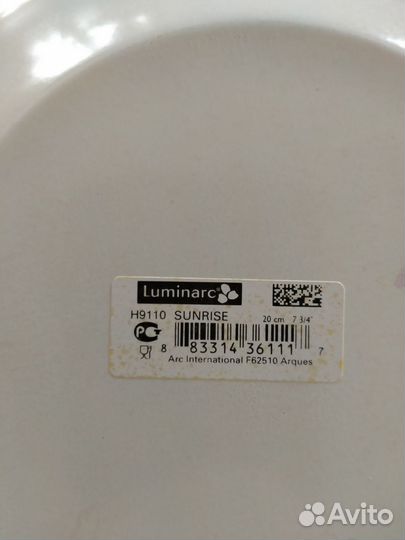 Luminarc
H9110 SUNRISE 20 cm 7 3/4"
8 83314 36111 7
Arc International F62510 Arques
Avito